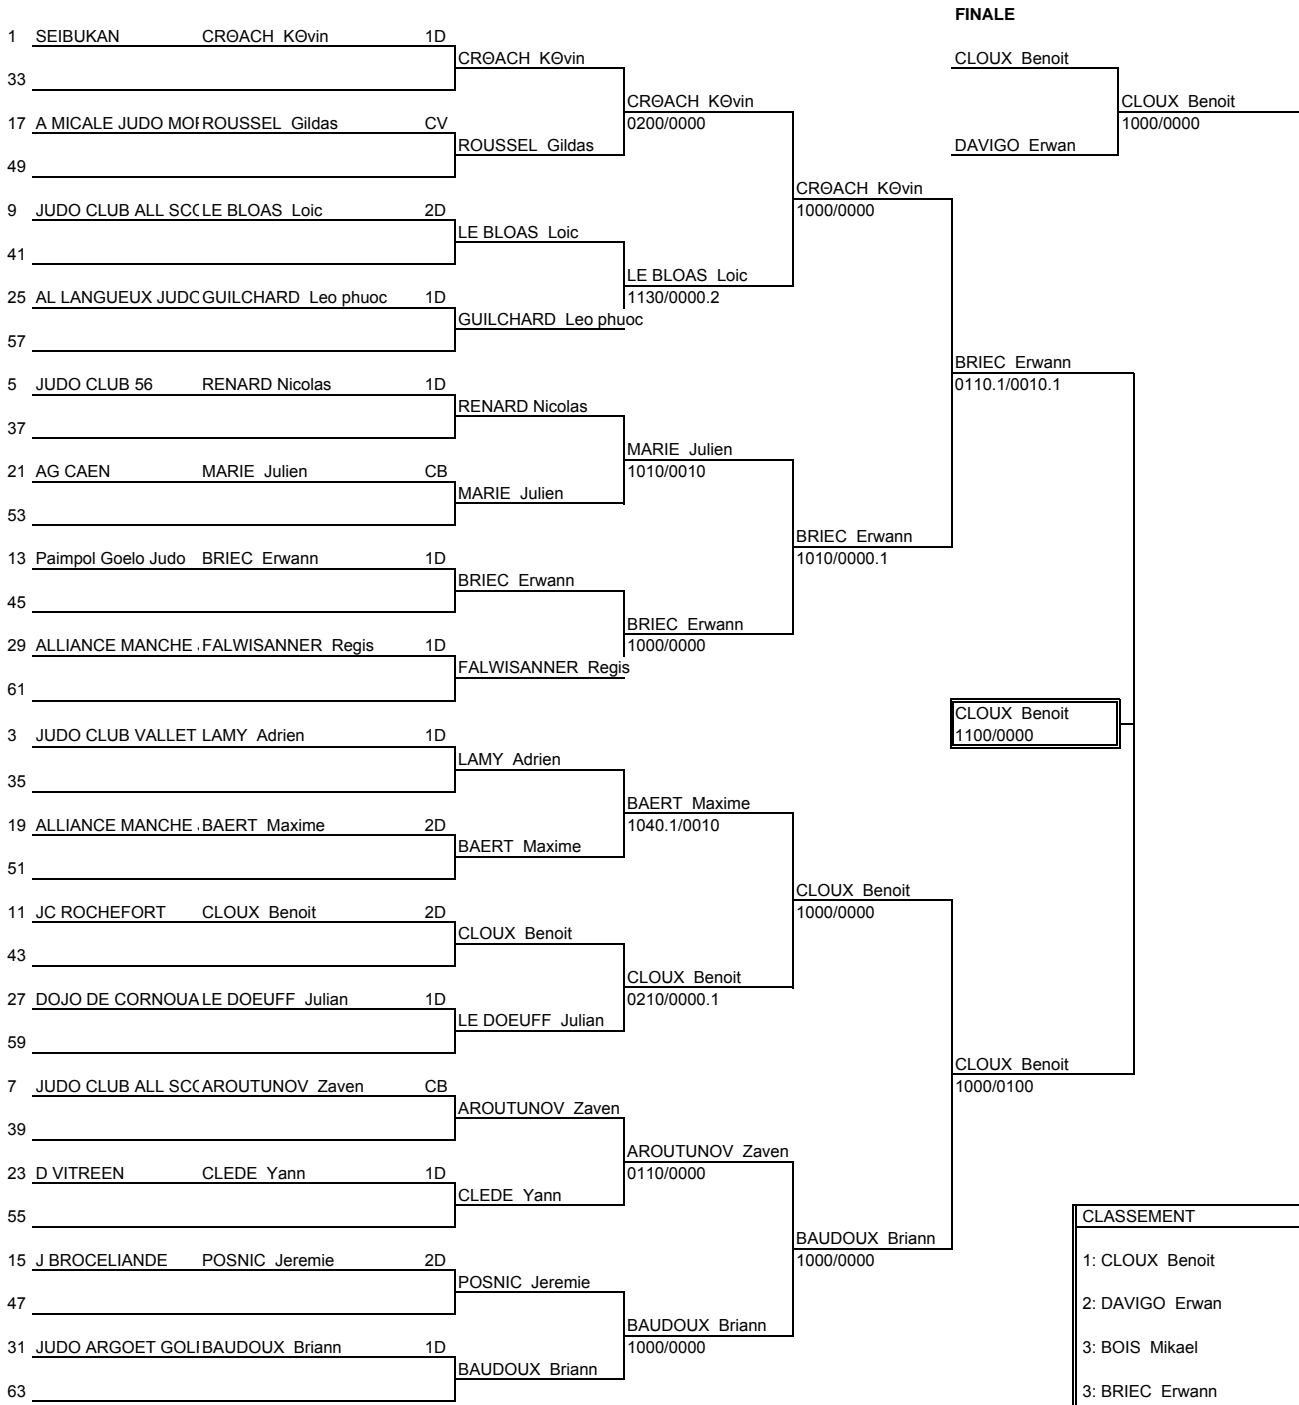 FINALE
1 SEIBUKAN CRΘACH KΘvin 1D
CRΘACH KΘvin
CLOUX Benoit
33
CRΘACH KΘvin
0200/0000
CLOUX Benoit
1000/0000
17 A MICALE JUDO MOI ROUSSEL Gildas CV
ROUSSEL Gildas
DAVIGO Erwan
49
CRΘACH KΘvin
1000/0000
9 JUDO CLUB ALL SCO LE BLOAS Loic 2D
LE BLOAS Loic
41
LE BLOAS Loic
1130/0000.2
25 AL LANGUEUX JUDO GUILCHARD Leo phuoc 1D
GUILCHARD Leo phuoc
57
BRIEC Erwann
0110.1/0010.1
5 JUDO CLUB 56 RENARD Nicolas 1D
RENARD Nicolas
37
MARIE Julien
1010/0010
21 AG CAEN MARIE Julien CB
MARIE Julien
53
BRIEC Erwann
1010/0000.1
13 Paimpol Goelo Judo BRIEC Erwann 1D
BRIEC Erwann
45
BRIEC Erwann
1000/0000
29 ALLIANCE MANCHE J FALWISANNER Regis 1D
FALWISANNER Regis
61
CLOUX Benoit
1100/0000
3 JUDO CLUB VALLET LAMY Adrien 1D
LAMY Adrien
35
BAERT Maxime
1040.1/0010
19 ALLIANCE MANCHE J BAERT Maxime 2D
BAERT Maxime
51
CLOUX Benoit
1000/0000
11 JC ROCHEFORT CLOUX Benoit 2D
CLOUX Benoit
43
CLOUX Benoit
0210/0000.1
27 DOJO DE CORNOUA LE DOEUFF Julian 1D
LE DOEUFF Julian
59
CLOUX Benoit
1000/0100
7 JUDO CLUB ALL SCO AROUTUNOV Zaven CB
AROUTUNOV Zaven
39
AROUTUNOV Zaven
0110/0000
23 D VITREEN CLEDE Yann 1D
CLEDE Yann
55
BAUDOUX Briann
1000/0000
15 J BROCELIANDE POSNIC Jeremie 2D
POSNIC Jeremie
47
BAUDOUX Briann
1000/0000
31 JUDO ARGOET GOLI BAUDOUX Briann 1D
BAUDOUX Briann
63
CLASSEMENT
1: CLOUX Benoit
2: DAVIGO Erwan
3: BOIS Mikael
3: BRIEC Erwann